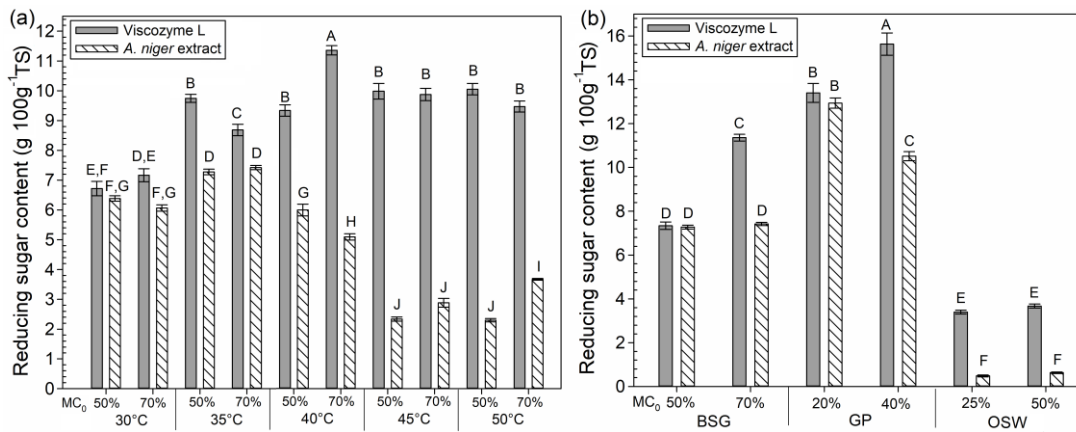 (a)
Viscozyme L
A. niger extract
Reducing sugar content (g 100g⁻¹TS)
12
11
10
9
8
7
6
5
4
3
2
1
0
E,F
F,G
D,E
F,G
B
D
C
D
B
G
A
H
B
J
B
J
B
J
B
I
MC₀ 50% 70% 50% 70% 50% 70% 50% 70% 50% 70%
30°C 35°C 40°C 45°C 50°C
(b)
Viscozyme L
A. niger extract
Reducing sugar content (g 100g⁻¹TS)
16
14
12
10
8
6
4
2
0
D
D
D
D
B
B
A
C
E
F
E
F
MC₀ 50% 70% 20% 40% 25% 50%
BSG GP OSW